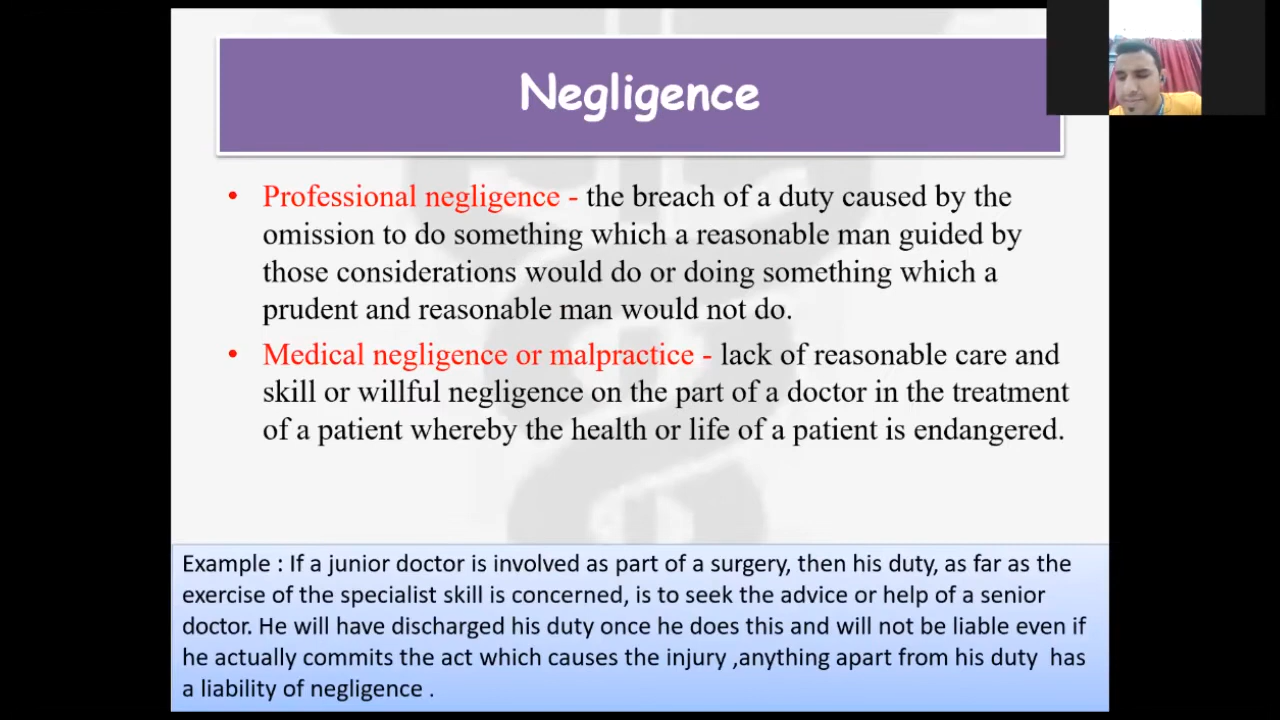 Negligence
• Professional negligence - the breach of a duty caused by the
omission to do something which a reasonable man guided by
those considerations would do or doing something which a
prudent and reasonable man would not do.
• Medical negligence or malpractice - lack of reasonable care and
skill or willful negligence on the part of a doctor in the treatment
of a patient whereby the health or life of a patient is endangered.
Example : If a junior doctor is involved as part of a surgery, then his duty, as far as the
exercise of the specialist skill is concerned, is to seek the advice or help of a senior
doctor. He will have discharged his duty once he does this and will not be liable even if
he actually commits the act which causes the injury ,anything apart from his duty  has
a liability of negligence .